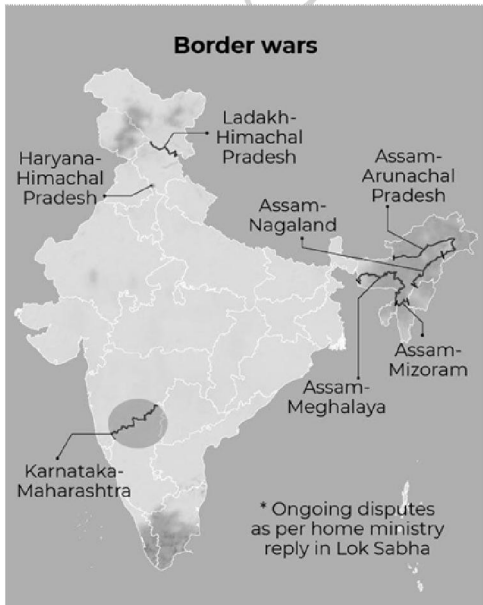 Border wars
Ladakh-
Himachal
Pradesh
Haryana-
Himachal
Pradesh
Assam-
Arunachal
Pradesh
Assam-
Nagaland
Assam-
Mizoram
Assam-
Meghalaya
Karnataka-
Maharashtra
* Ongoing disputes
as per home ministry
reply in Lok Sabha